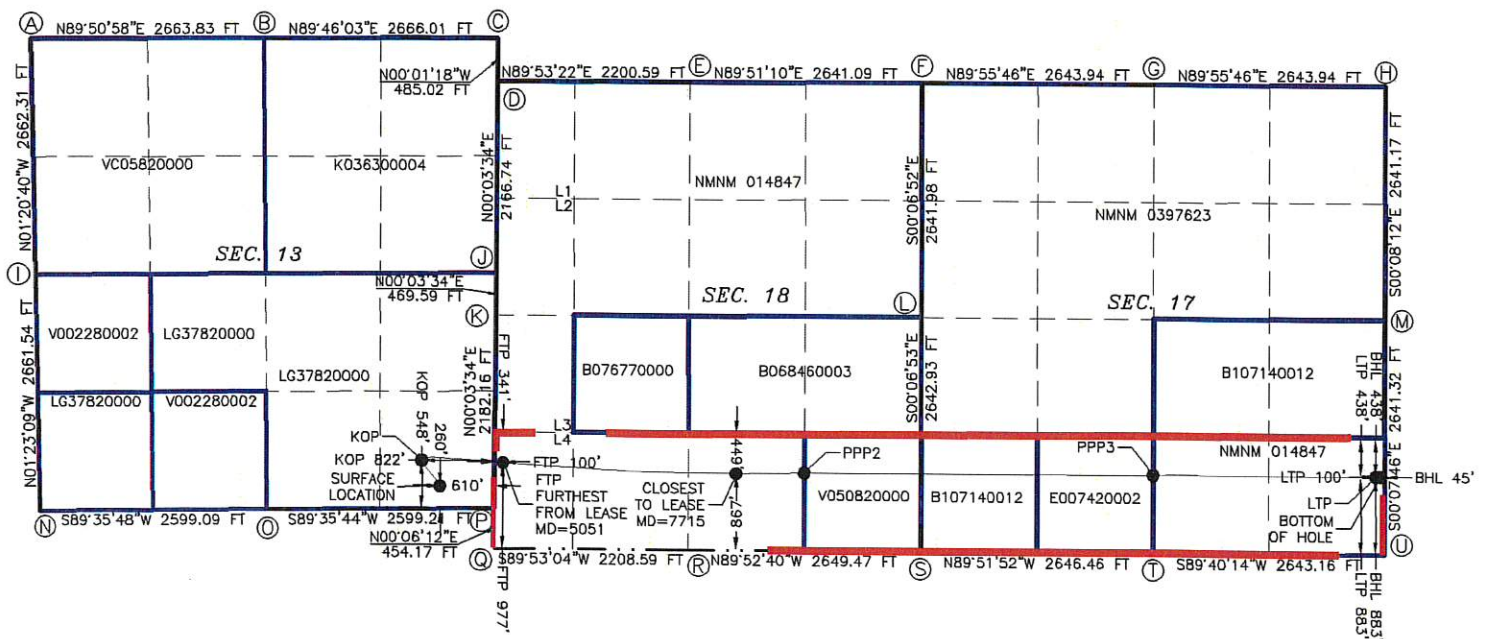 A
N89°50'58"E 2663.83 FT
B
N89°46'03"E 2666.01 FT
C
N00°01'18"W
485.02 FT
D
N89°53'22"E 2200.59 FT
E
N89°51'10"E 2641.09 FT
F
N89°55'46"E 2643.94 FT
G
N89°55'46"E 2643.94 FT
H
N01°20'40"W 2662.31 FT
VC05820000
K036300004
N00°03'34"E
2166.74 FT
L1
L2
NMNM 014847
S00°06'52"E
2641.98 FT
NMNM 0397623
S00°08'12"E 2641.17 FT
SEC. 13
I
J
N00°03'34"E
469.59 FT
K
SEC. 18
L
SEC. 17
M
N01°23'09"W 2661.54 FT
V002280002
LG37820000
LG37820000
LG37820000
V002280002
N00°03'34"E
2182.16 FT
FTP 341'
B076770000
B068460003
S00°06'53"E
2642.93 FT
B107140012
BHL 438'
LTP 438'
2641.32 FT
S00°07'46"E
KOP
KOP 548'
260'
KOP 822'
SURFACE
LOCATION
610'
L3
L4
FTP 100'
FTP
FURTHEST
FROM LEASE
MD=5051
449'
CLOSEST
TO LEASE
MD=7715
867'
PPP2
PPP3
V050820000
B107140012
E007420002
NMNM 014847
LTP 100'
BHL 45'
LTP
BOTTOM
OF HOLE
N
S89°35'48"W 2599.09 FT
O
S89°35'44"W 2599.21 FT
P
N00°06'12"E
454.17 FT
Q
S89°53'04"W 2208.59 FT
R
N89°52'40"W 2649.47 FT
S
N89°51'52"W 2646.46 FT
T
S89°40'14"W 2643.16 FT
U
FTP 977'
LTP 883'
BHL 883'